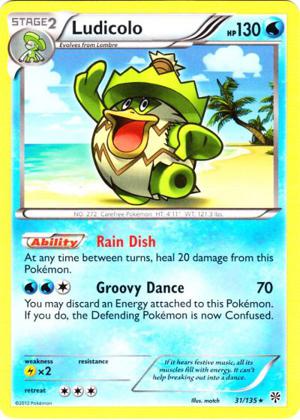 STAGE 2 Ludicolo HP 130
Evolves from Lombre
NO. 272 Carefree Pokémon HT: 4'11" WT: 121.3 lbs.
Ability Rain Dish
At any time between turns, heal 20 damage from this
Pokémon.
Groovy Dance 70
You may discard an Energy attached to this Pokémon.
If you do, the Defending Pokémon is now Confused.
weakness resistance
×2
retreat
If it hears festive music, all its
muscles fill with energy. It can't
help breaking out into a dance.
©2012 Pokémon Illus. match 31/135 ★